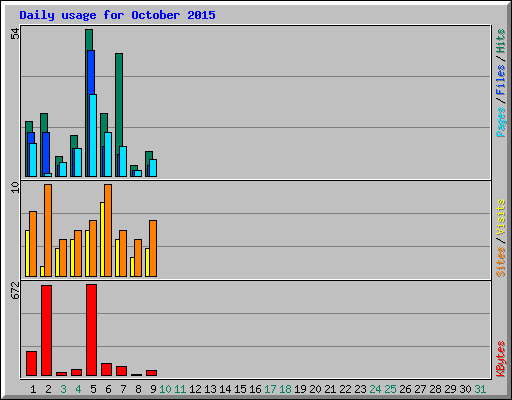 Daily usage for October 2015
54
10
672
Pages / Files / Hits
Sites / Visits
KBytes
1 2 3 4 5 6 7 8 9 10 11 12 13 14 15 16 17 18 19 20 21 22 23 24 25 26 27 28 29 30 31